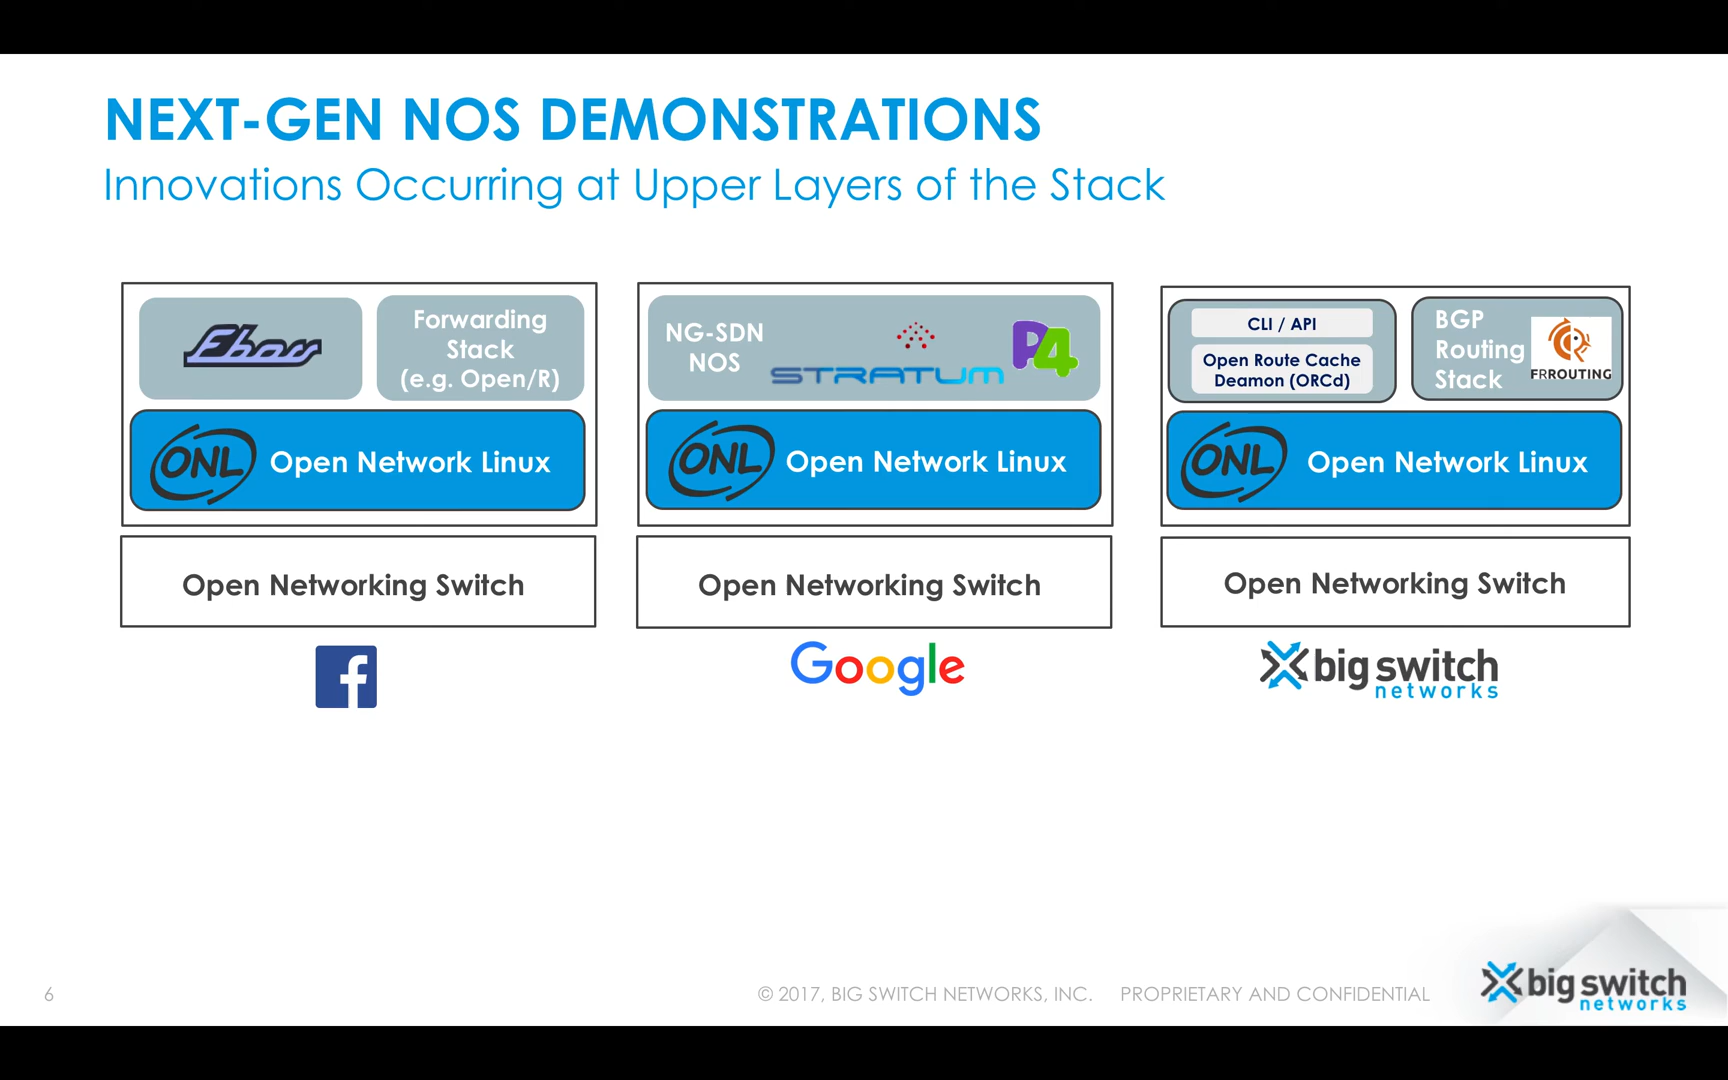 NEXT-GEN NOS DEMONSTRATIONS
Innovations Occurring at Upper Layers of the Stack
Fboss
Forwarding
Stack
(e.g. Open/R)
ONL Open Network Linux
Open Networking Switch
f
NG-SDN
NOS
STRATUM
P4
ONL Open Network Linux
Open Networking Switch
Google
CLI / API
Open Route Cache
Deamon (ORCd)
BGP
Routing
Stack
FRROUTING
ONL Open Network Linux
Open Networking Switch
big switch
networks
6
© 2017, BIG SWITCH NETWORKS, INC. PROPRIETARY AND CONFIDENTIAL
big switch
networks